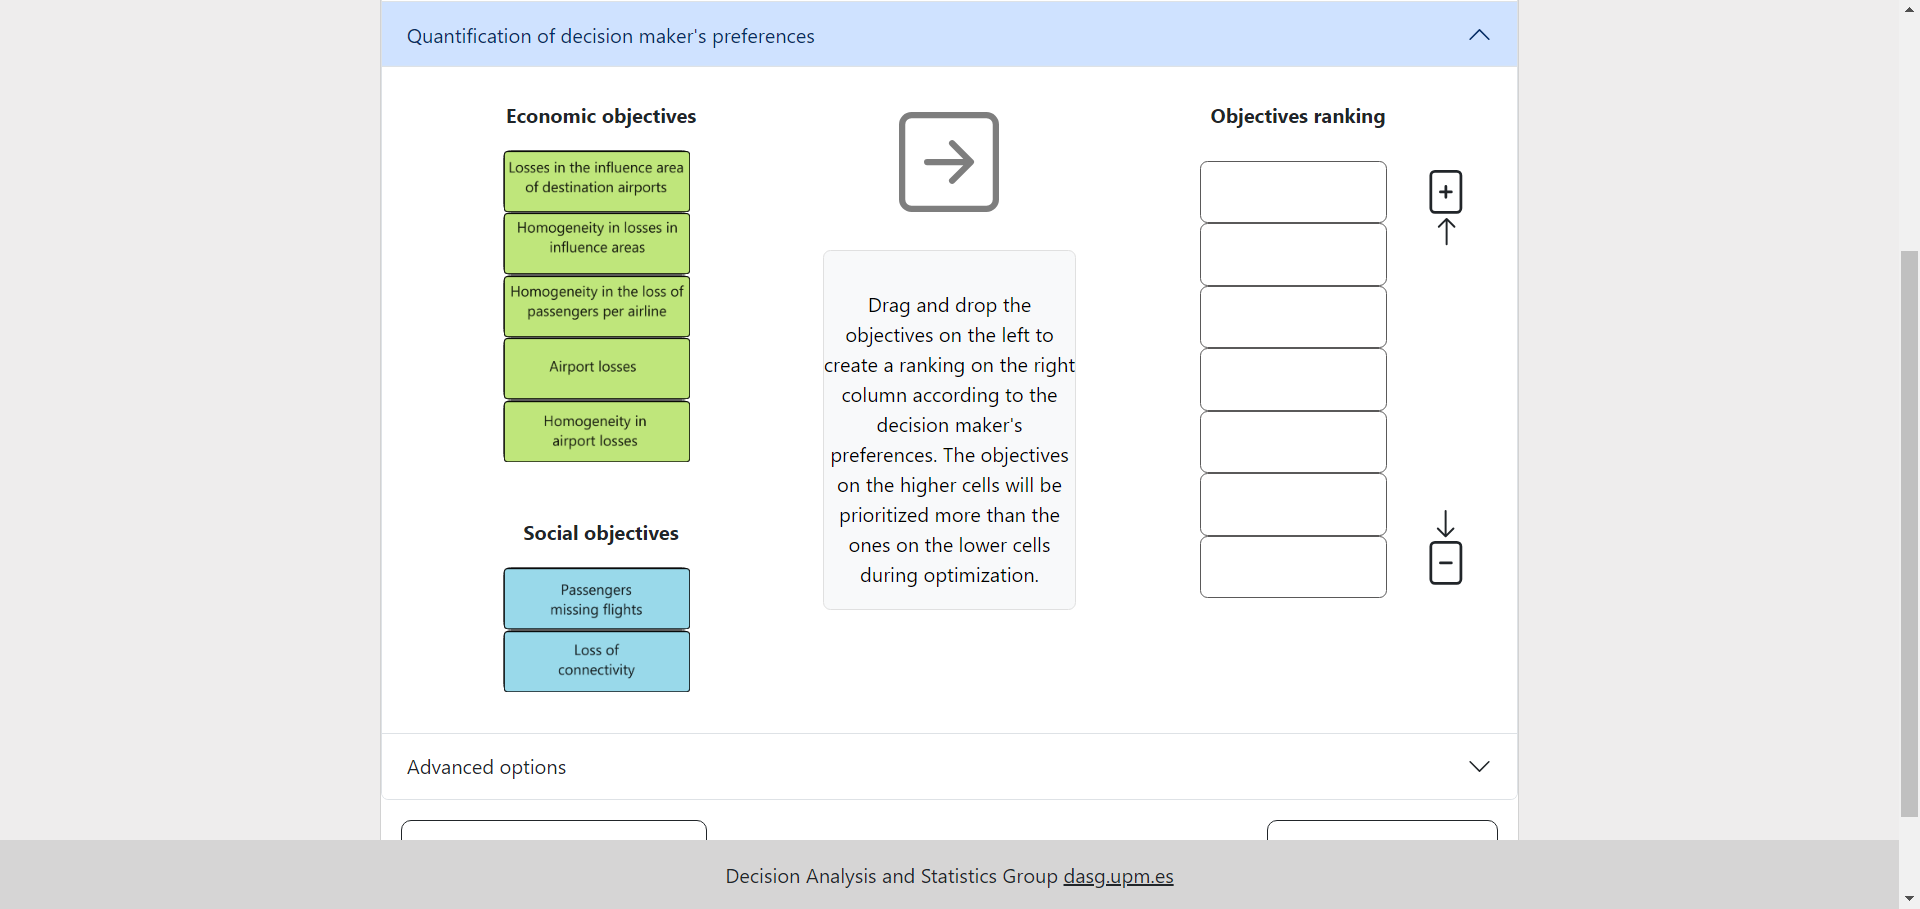 Quantification of decision maker's preferences
Economic objectives
Losses in the influence area
of destination airports
Homogeneity in losses in
influence areas
Homogeneity in the loss of
passengers per airline
Airport losses
Homogeneity in
airport losses
Social objectives
Passengers
missing flights
Loss of
connectivity
Drag and drop the
objectives on the left to
create a ranking on the right
column according to the
decision maker's
preferences. The objectives
on the higher cells will be
prioritized more than the
ones on the lower cells
during optimization.
Objectives ranking
+
−
Advanced options
Decision Analysis and Statistics Group dasg.upm.es